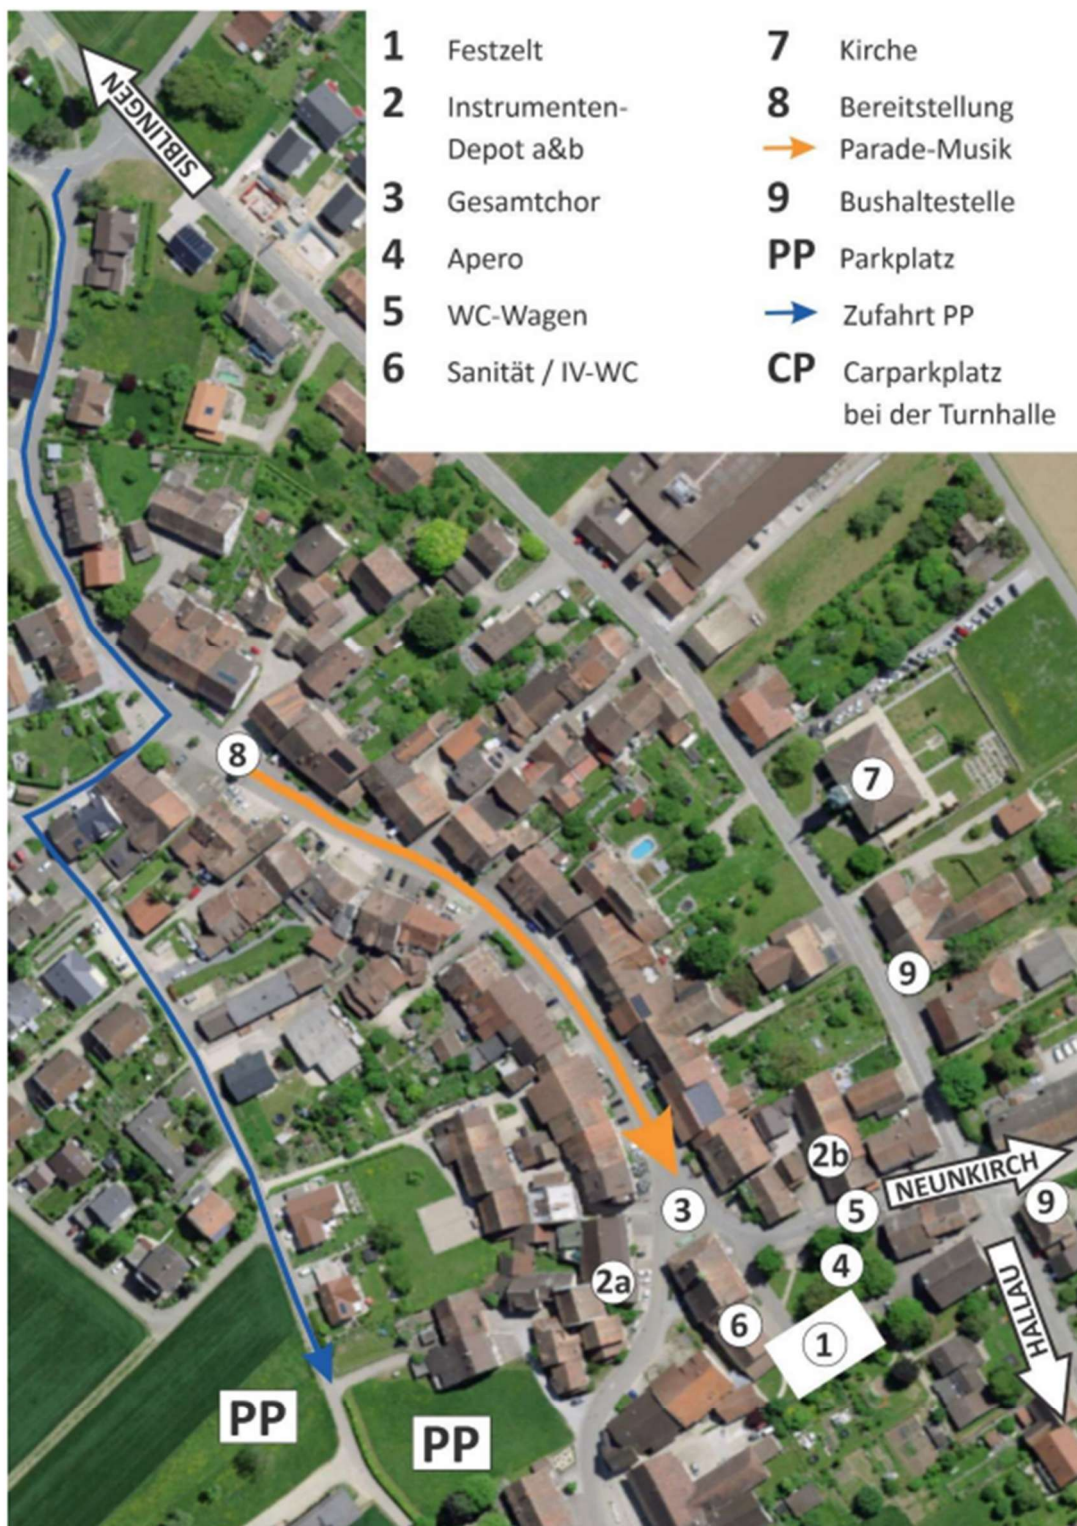 1 Festzelt
2 Instrumenten-
Depot a&b
3 Gesamtchor
4 Apero
5 WC-Wagen
6 Sanität / IV-WC
7 Kirche
8 Bereitstellung
Parade-Musik
9 Bushaltestelle
PP Parkplatz
Zufahrt PP
CP Carparkplatz
bei der Turnhalle
SIBLINGEN
8
7
9
2b
NEUNKIRCH
3
5
9
4
2a
6
1
HALLAU
PP
PP